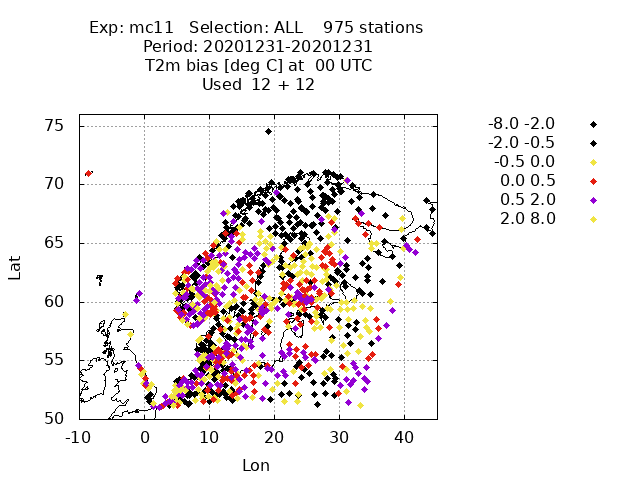 Exp: mc11 Selection: ALL 975 stations
Period: 20201231-20201231
T2m bias [deg C] at 00 UTC
Used 12 + 12
-8.0 -2.0
-2.0 -0.5
-0.5 0.0
0.0 0.5
0.5 2.0
2.0 8.0
75
70
65
60
55
50
Lat
-10 0 10 20 30 40
Lon